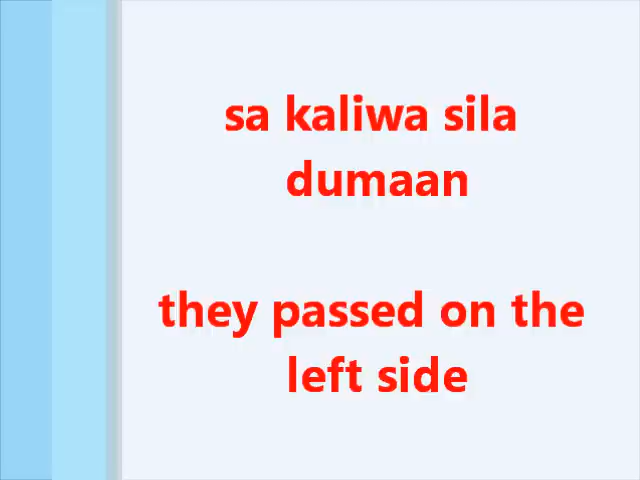 sa kaliwa sila
dumaan
they passed on the
left side